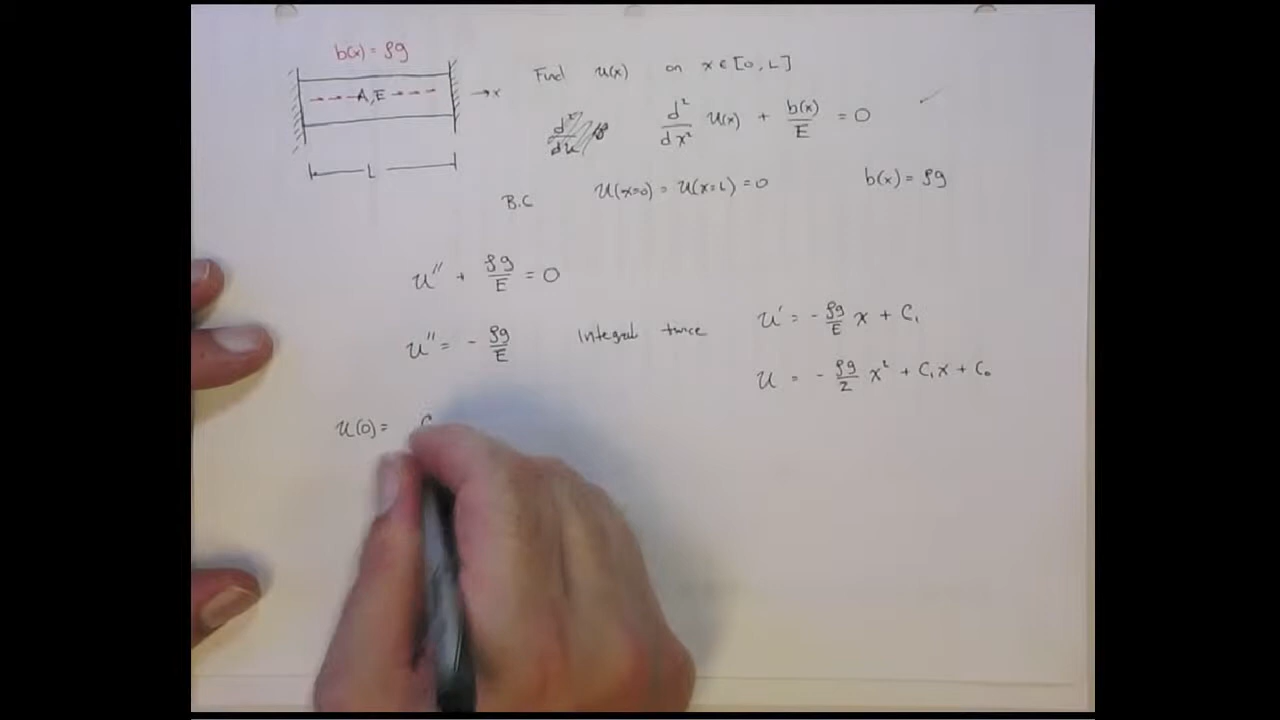 b(x) = ρg
Find u(x) on x ∈ [0, L]
A, E
→ x
d²/dx² u(x) + b(x)/E = 0
L
B.C u(x=0) = u(x=L) = 0 b(x) = ρg
u'' + ρg/E = 0
u'' = - ρg/E Integral twice u' = - ρg/E x + C₁
u = - ρg/2 x² + C₁x + C₀
u(0) = C